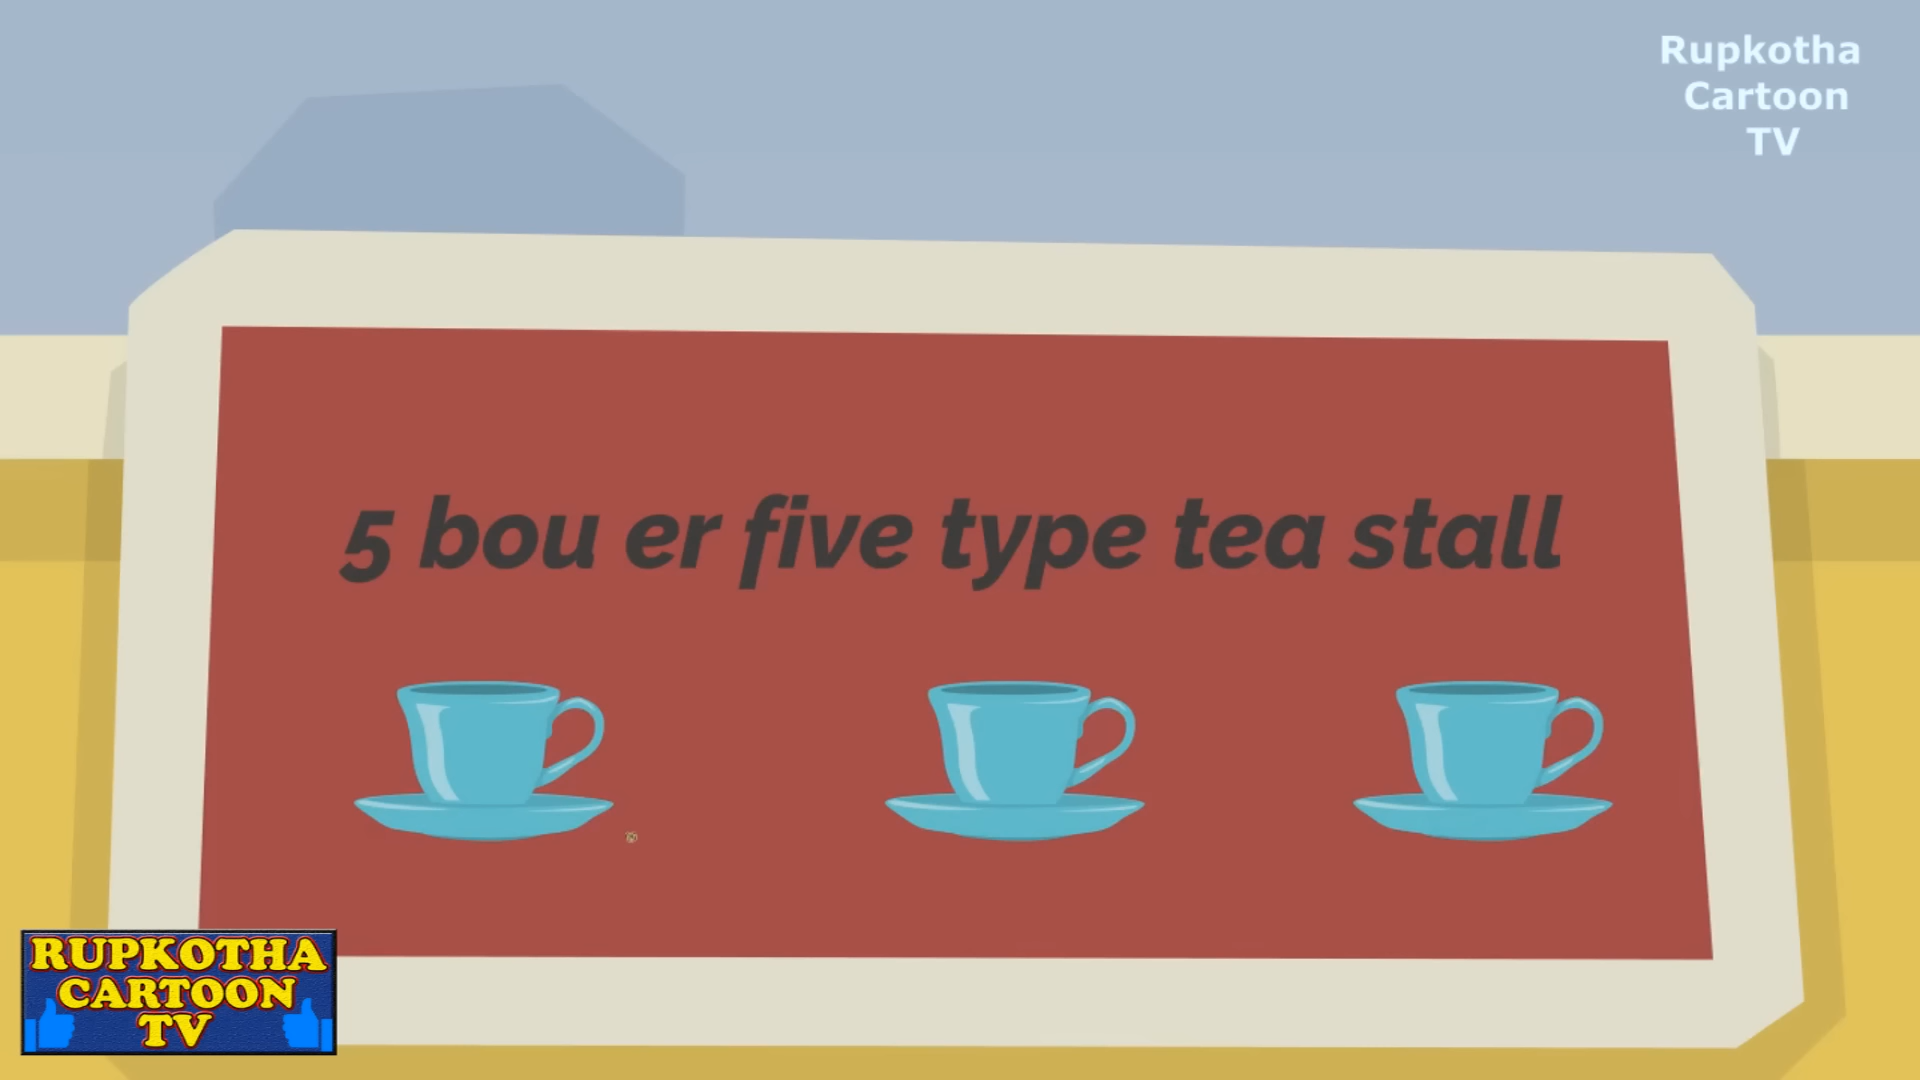 Rupkotha
Cartoon
TV
5 bou er five type tea stall
RUPKOTHA
CARTOON
TV